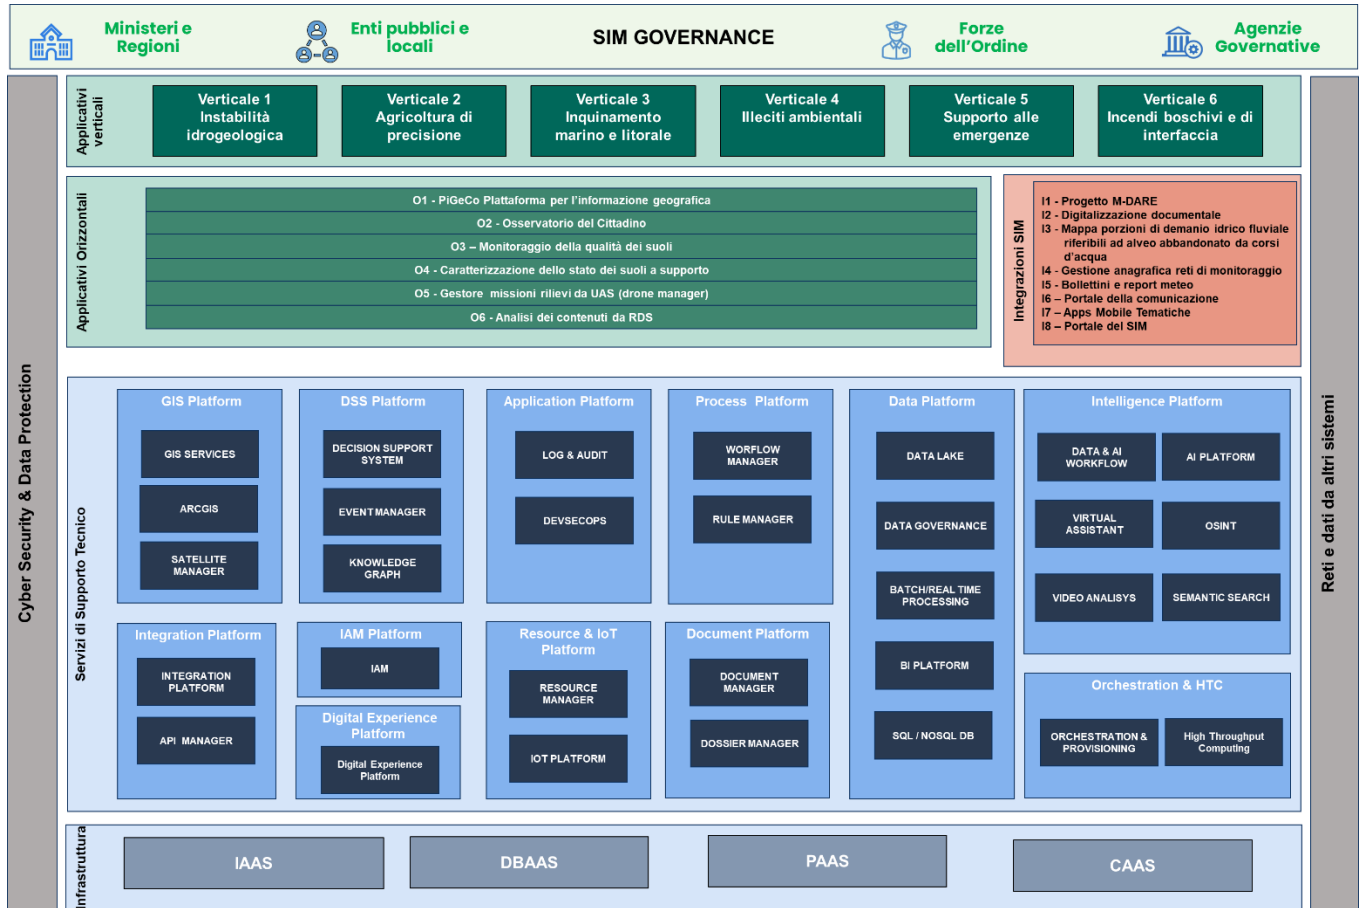 Ministeri e
Regioni
Enti pubblici e
locali
SIM GOVERNANCE
Forze
dell'Ordine
Agenzie
Governative
Cyber Security & Data Protection
Applicativi
verticali
Verticale 1
Instabilità
idrogeologica
Verticale 2
Agricoltura di
precisione
Verticale 3
Inquinamento
marino e litorale
Verticale 4
Illeciti ambientali
Verticale 5
Supporto alle
emergenze
Verticale 6
Incendi boschivi e di
interfaccia
Reti e dati da altri sistemi
Applicativi Orizzontali
O1 - PiGeCo Plattaforma per l'informazione geografica
O2 - Osservatorio del Cittadino
O3 – Monitoraggio della qualità dei suoli
O4 - Caratterizzazione dello stato dei suoli a supporto
O5 - Gestore missioni rilievi da UAS (drone manager)
O6 - Analisi dei contenuti da RDS
Integrazioni SIM
I1 - Progetto M-DARE
I2 - Digitalizzazione documentale
I3 - Mappa porzioni di demanio idrico fluviale
riferibili ad alveo abbandonato da corsi
d'acqua
I4 - Gestione anagrafica reti di monitoraggio
I5 - Bollettini e report meteo
I6 – Portale della comunicazione
I7 – Apps Mobile Tematiche
I8 – Portale del SIM
Servizi di Supporto Tecnico
GIS Platform
GIS SERVICES
ARCGIS
SATELLITE
MANAGER
DSS Platform
DECISION SUPPORT
SYSTEM
EVENT MANAGER
KNOWLEDGE
GRAPH
Application Platform
LOG & AUDIT
DEVSECOPS
Process Platform
WORFLOW
MANAGER
RULE MANAGER
Data Platform
DATA LAKE
DATA GOVERNANCE
BATCH/REAL TIME
PROCESSING
BI PLATFORM
SQL / NOSQL DB
Intelligence Platform
DATA & AI
WORKFLOW
AI PLATFORM
VIRTUAL
ASSISTANT
OSINT
VIDEO ANALISYS
SEMANTIC SEARCH
Integration Platform
INTEGRATION
PLATFORM
API MANAGER
IAM Platform
IAM
Digital Experience
Platform
Digital Experience
Platform
Resource & IoT
Platform
RESOURCE
MANAGER
IOT PLATFORM
Document Platform
DOCUMENT
MANAGER
DOSSIER MANAGER
Orchestration & HTC
ORCHESTRATION &
PROVISIONING
High Throughput
Computing
Infrastruttura
IAAS
DBAAS
PAAS
CAAS